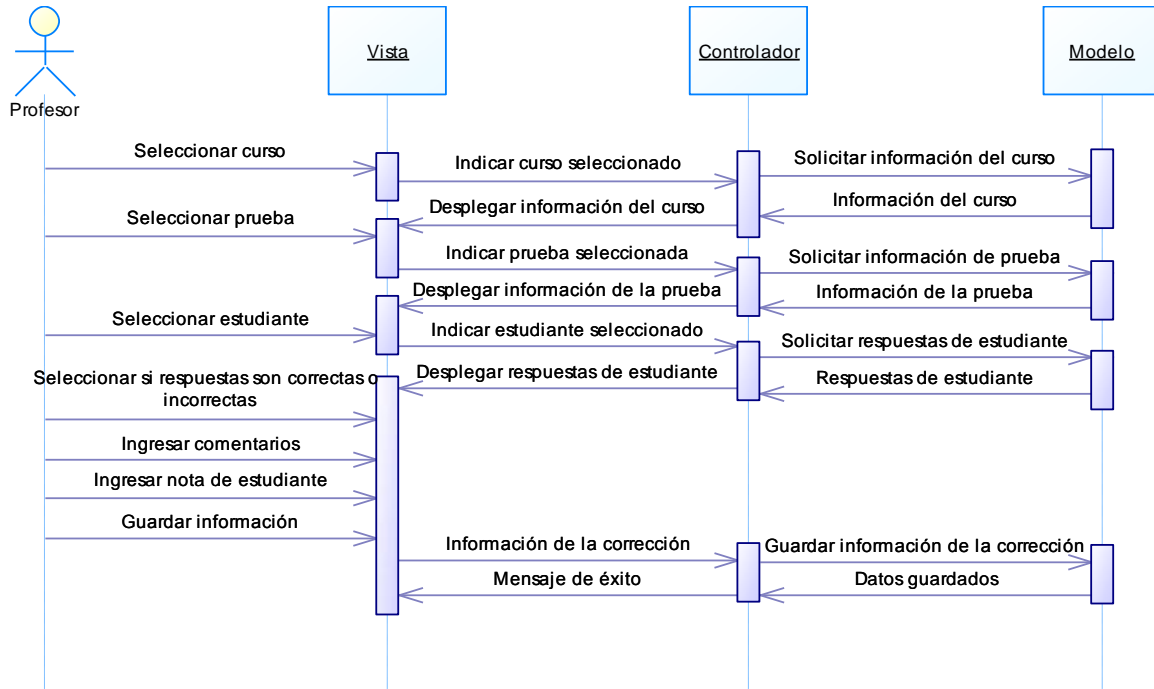 Vista
Controlador
Modelo
Profesor
Seleccionar curso
Indicar curso seleccionado
Solicitar información del curso
Información del curso
Desplegar información del curso
Seleccionar prueba
Indicar prueba seleccionada
Solicitar información de prueba
Información de la prueba
Desplegar información de la prueba
Seleccionar estudiante
Indicar estudiante seleccionado
Solicitar respuestas de estudiante
Respuestas de estudiante
Desplegar respuestas de estudiante
Seleccionar si respuestas son correctas o
incorrectas
Ingresar comentarios
Ingresar nota de estudiante
Guardar información
Información de la corrección
Guardar información de la corrección
Datos guardados
Mensaje de éxito